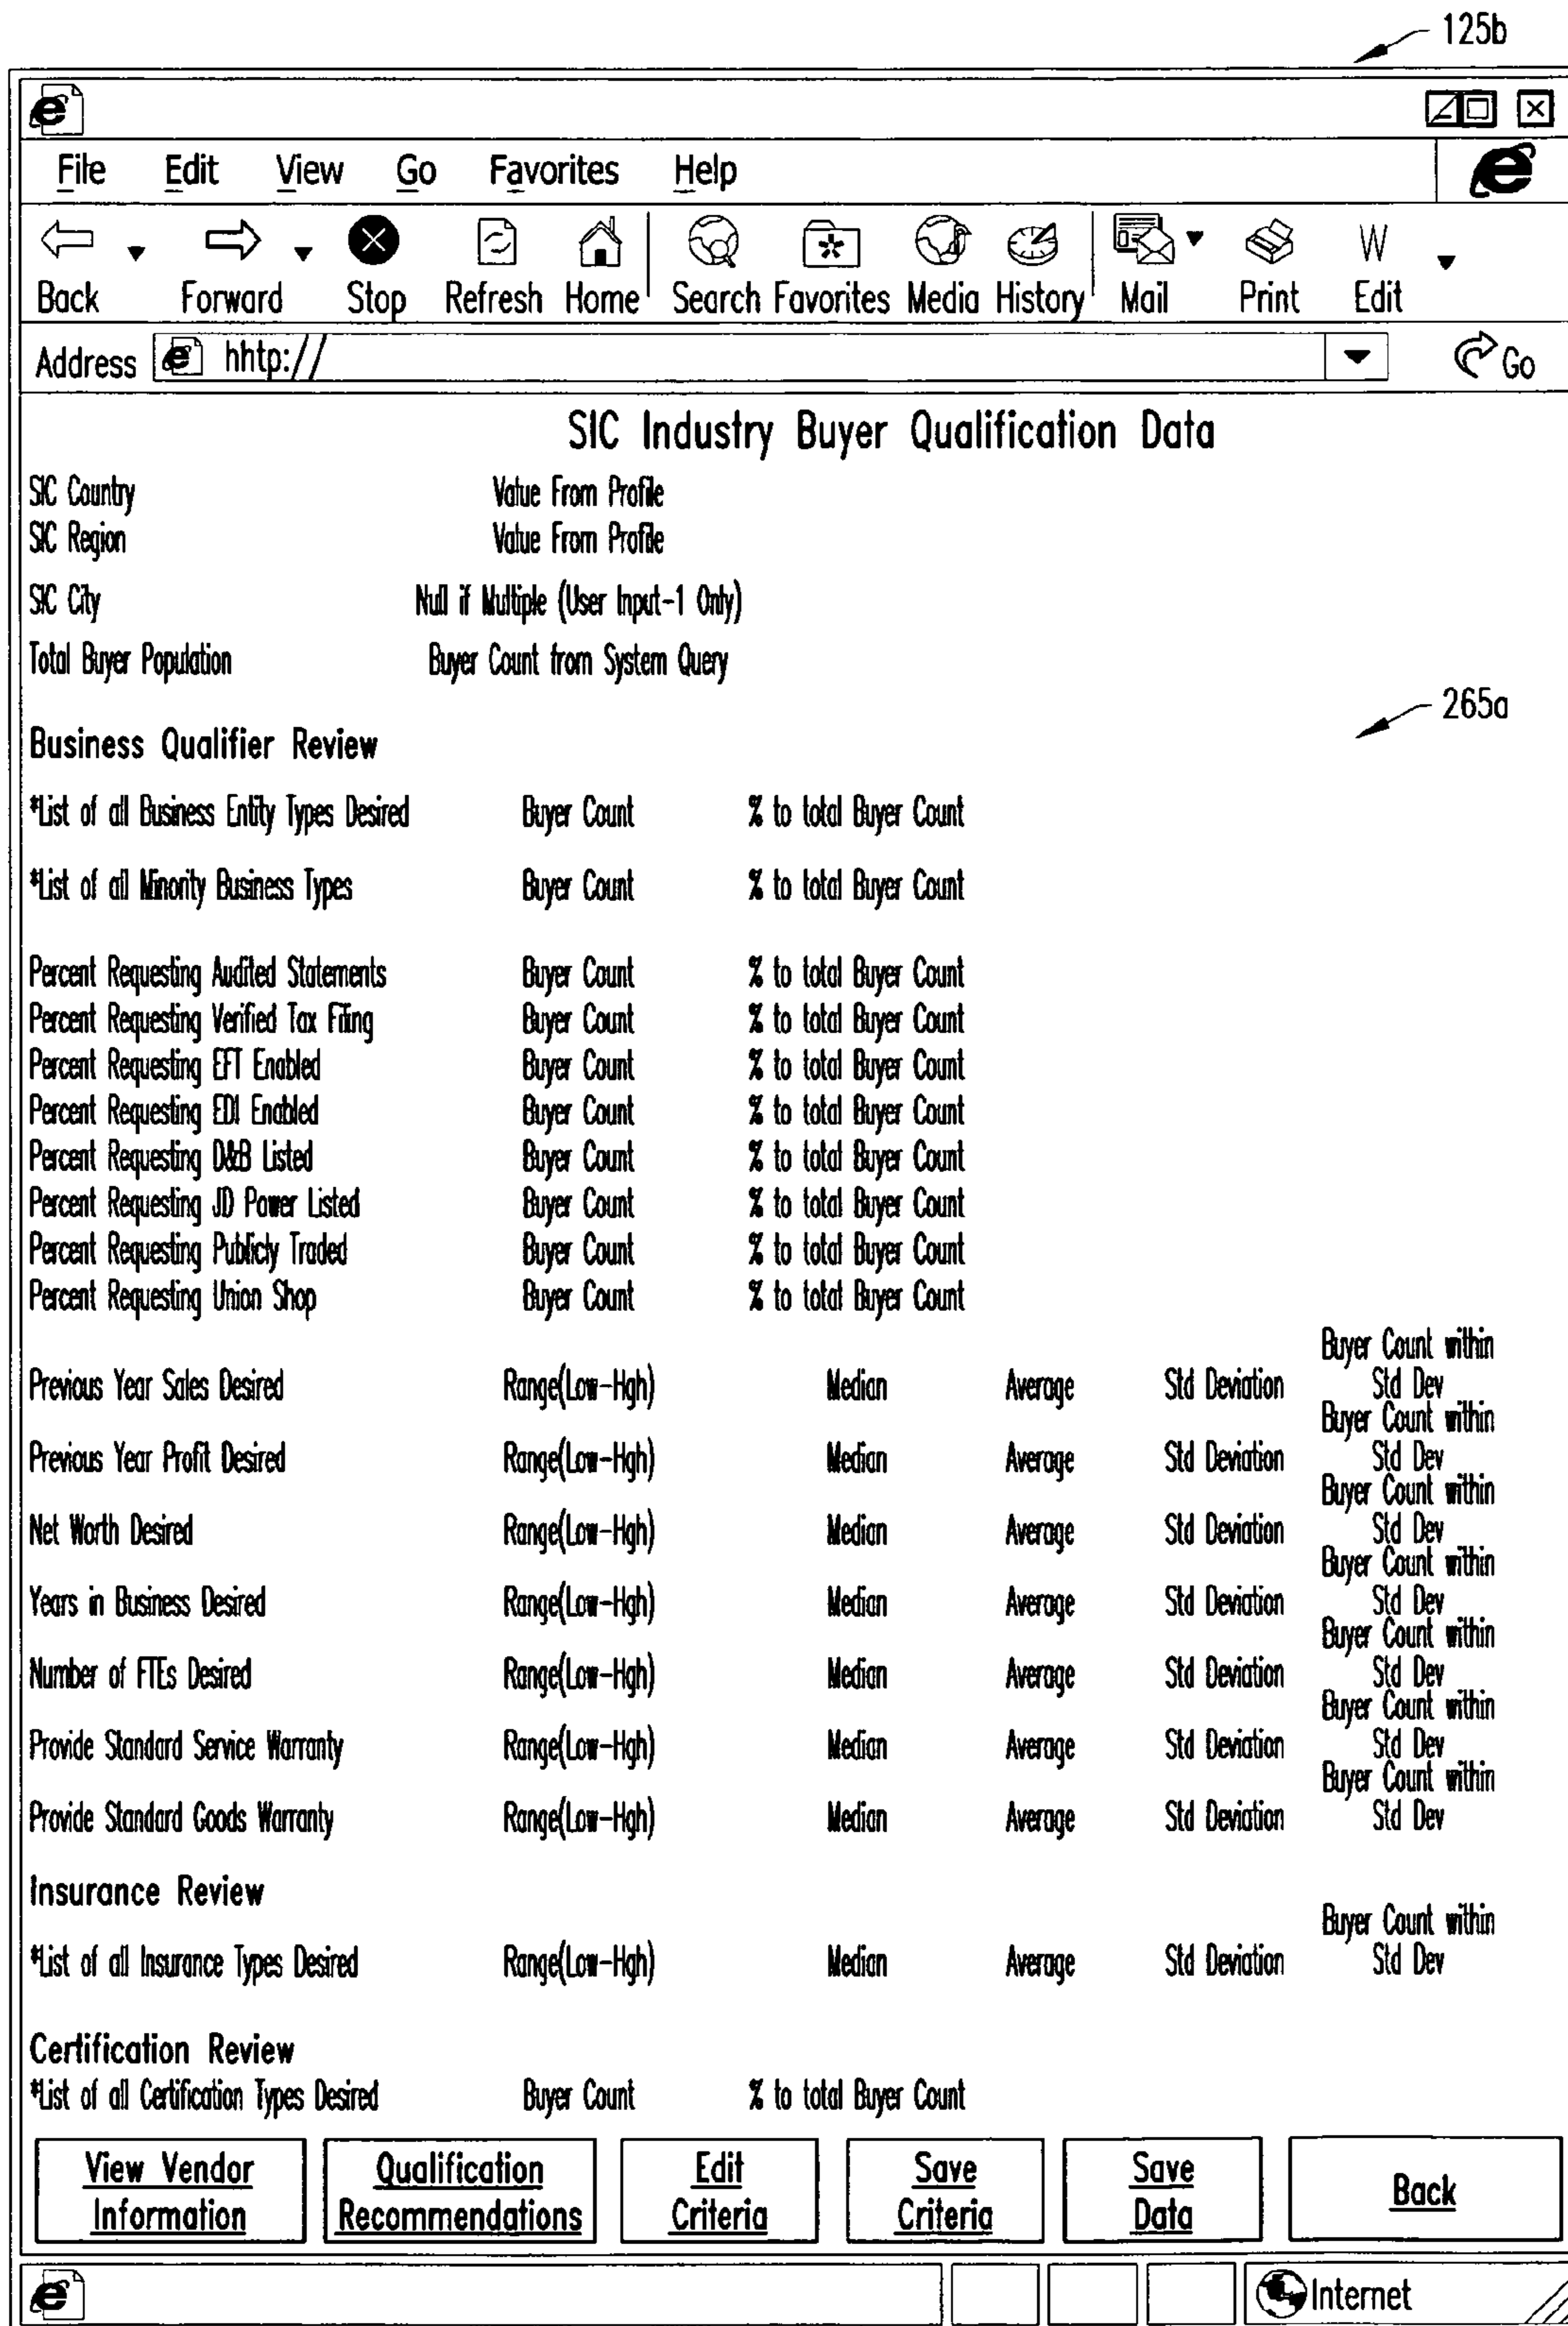 125b
File Edit View Go Favorites Help
W
Back Forward Stop Refresh Home Search Favorites Media History Mail Print Edit
Address hhtp:// Go
SIC Industry Buyer Qualification Data
SIC Country Value From Profile
SIC Region Value From Profile
SIC City Null if Multiple (User Input-1 Only)
Total Buyer Population Buyer Count from System Query
265a
Business Qualifier Review
*List of all Business Entity Types Desired Buyer Count % to total Buyer Count
*List of all Minority Business Types Buyer Count % to total Buyer Count
Percent Requesting Audited Statements Buyer Count % to total Buyer Count
Percent Requesting Verified Tax Filing Buyer Count % to total Buyer Count
Percent Requesting EFT Enabled Buyer Count % to total Buyer Count
Percent Requesting EDI Enabled Buyer Count % to total Buyer Count
Percent Requesting D&B Listed Buyer Count % to total Buyer Count
Percent Requesting JD Power Listed Buyer Count % to total Buyer Count
Percent Requesting Publicly Traded Buyer Count % to total Buyer Count
Percent Requesting Union Shop Buyer Count % to total Buyer Count
Buyer Count within
Previous Year Sales Desired Range(Low-Hgh) Median Average Std Deviation Std Dev
Buyer Count within
Previous Year Profit Desired Range(Low-Hgh) Median Average Std Deviation Std Dev
Buyer Count within
Net Worth Desired Range(Low-Hgh) Median Average Std Deviation Std Dev
Buyer Count within
Years in Business Desired Range(Low-Hgh) Median Average Std Deviation Std Dev
Buyer Count within
Number of FTEs Desired Range(Low-Hgh) Median Average Std Deviation Std Dev
Buyer Count within
Provide Standard Service Warranty Range(Low-Hgh) Median Average Std Deviation Std Dev
Buyer Count within
Provide Standard Goods Warranty Range(Low-Hgh) Median Average Std Deviation Std Dev
Insurance Review
Buyer Count within
*List of all Insurance Types Desired Range(Low-Hgh) Median Average Std Deviation Std Dev
Certification Review
*List of all Certification Types Desired Buyer Count % to total Buyer Count
View Vendor Information
Qualification Recommendations
Edit Criteria
Save Criteria
Save Data
Back
Internet